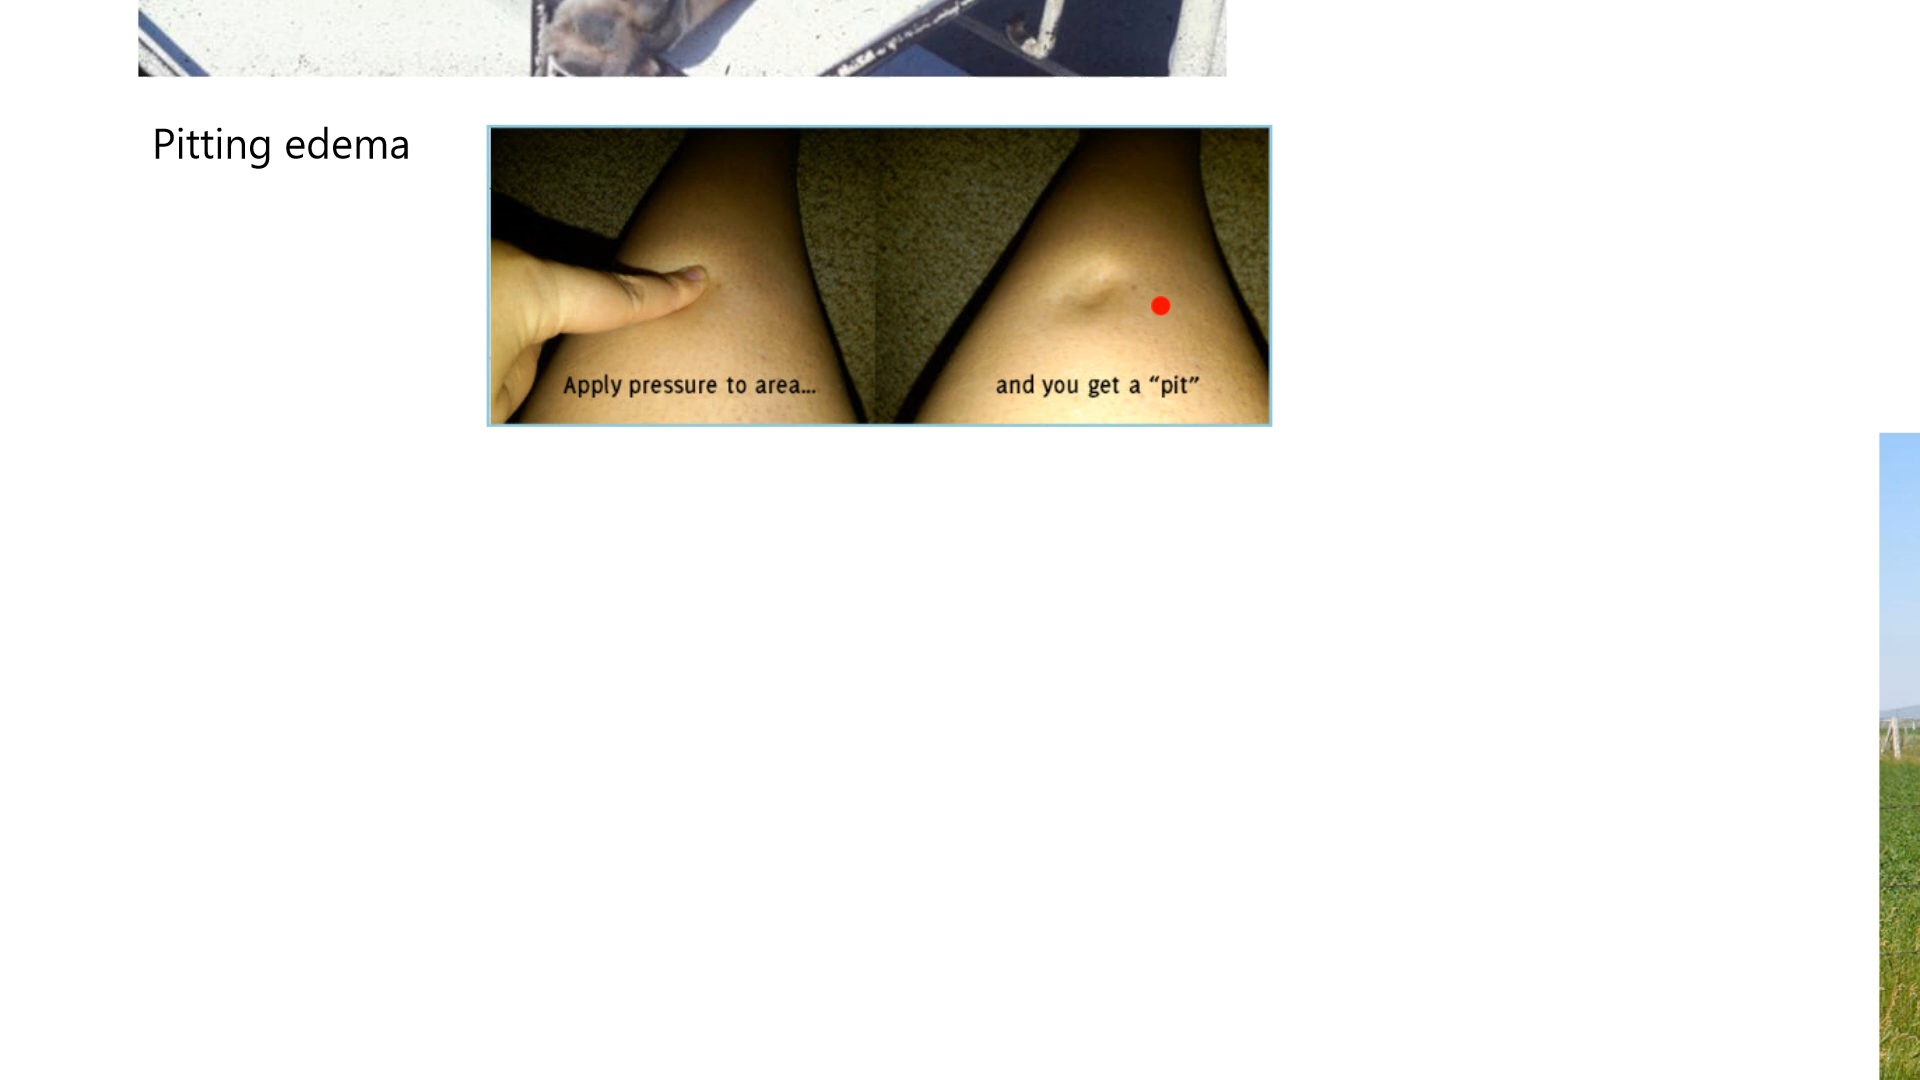 Pitting edema
Apply pressure to area...
and you get a “pit”